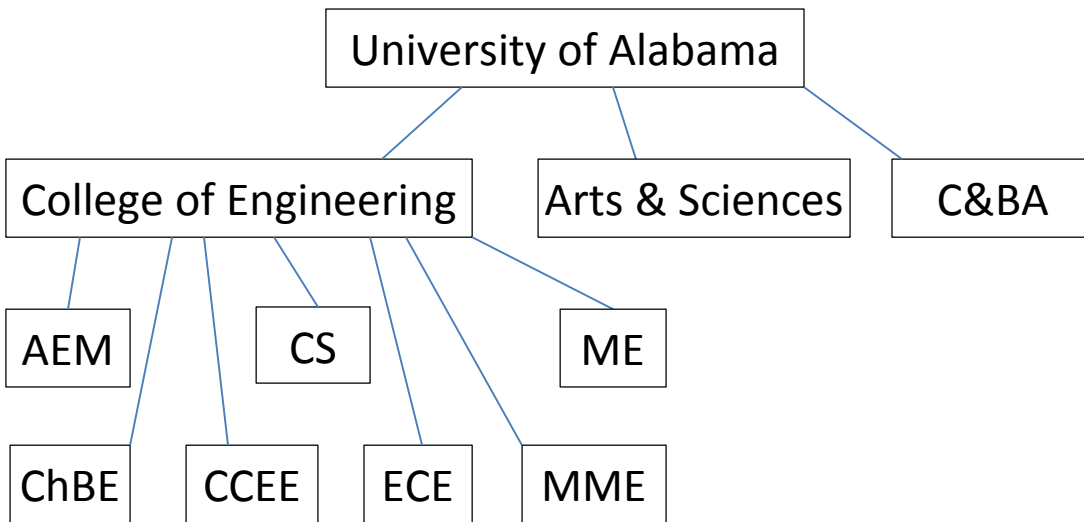 University of Alabama
College of Engineering
Arts & Sciences
C&BA
AEM
CS
ME
ChBE
CCEE
ECE
MME